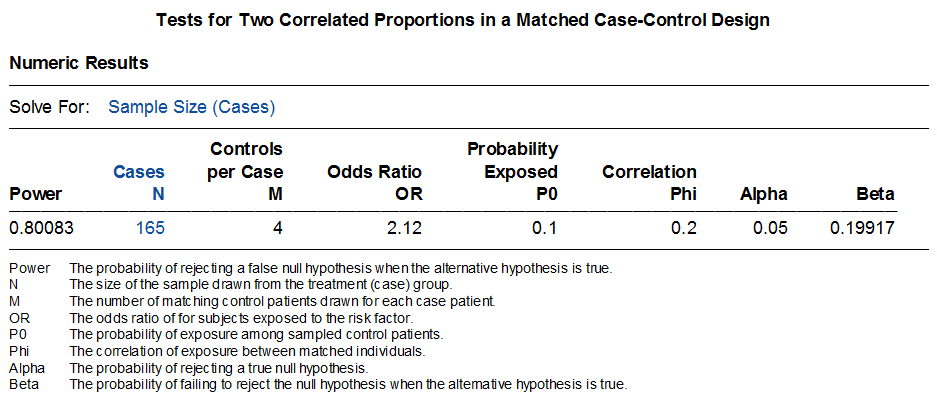 Tests for Two Correlated Proportions in a Matched Case-Control Design
Numeric Results
Solve For: Sample Size (Cases)
Controls Probability
Cases per Case Odds Ratio Exposed Correlation
Power N M OR P0 Phi Alpha Beta
0.80083 165 4 2.12 0.1 0.2 0.05 0.19917
Power The probability of rejecting a false null hypothesis when the alternative hypothesis is true.
N The size of the sample drawn from the treatment (case) group.
M The number of matching control patients drawn for each case patient.
OR The odds ratio of for subjects exposed to the risk factor.
P0 The probability of exposure among sampled control patients.
Phi The correlation of exposure between matched individuals.
Alpha The probability of rejecting a true null hypothesis.
Beta The probability of failing to reject the null hypothesis when the alternative hypothesis is true.